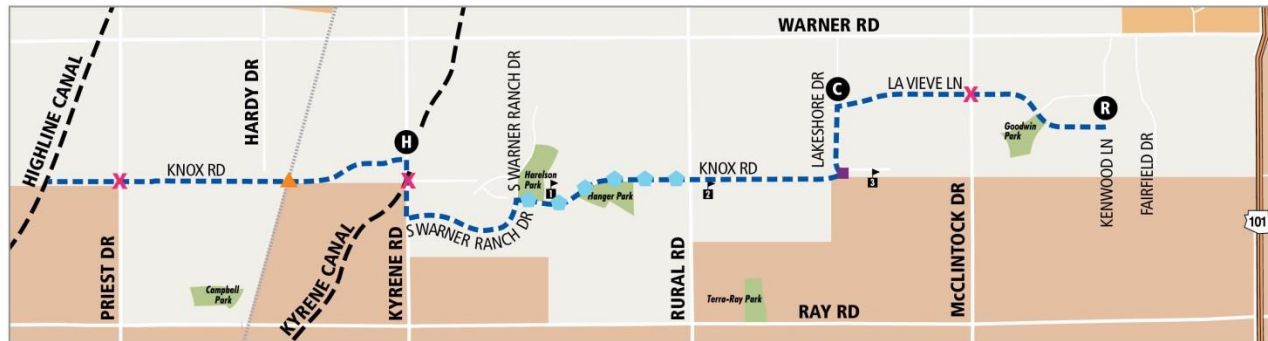 WARNER RD
HIGHLINE CANAL
HARDY DR
S WARNER RANCH DR
LAKESHORE DR
C
LA VIEVE LN
X
R
Goodwin
Park
H
KNOX RD
X
X
Harelson
Park
1
Hanger Park
KNOX RD
2
3
KENWOOD LN
FAIRFIELD DR
101
S WARNER RANCH DR
PRIEST DR
Campbell
Park
KYRENE CANAL
KYRENE RD
RURAL RD
Terra-Ray Park
RAY RD
McCLINTOCK DR